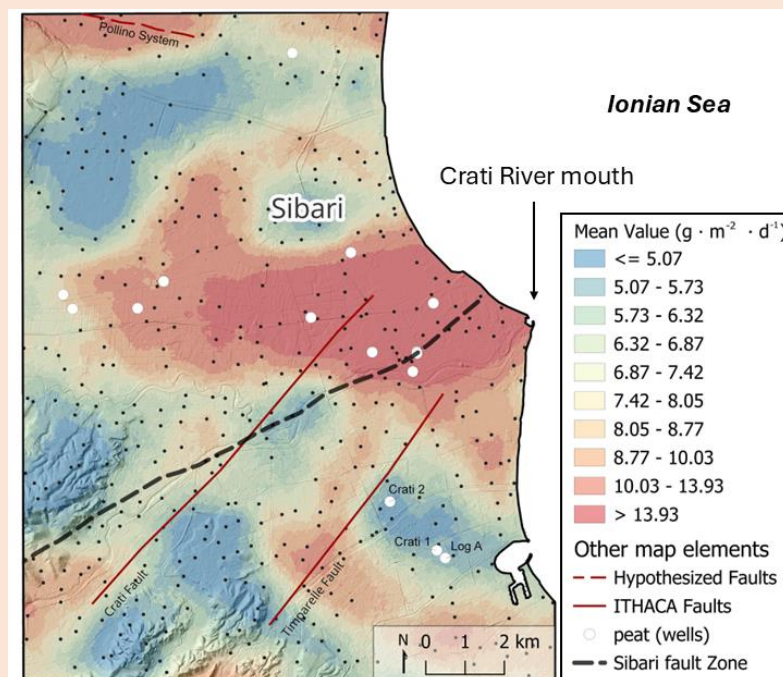 Pollino System
Ionian Sea
Crati River mouth
Sibari
Mean Value (g · m⁻² · d⁻¹)
<= 5.07
5.07 - 5.73
5.73 - 6.32
6.32 - 6.87
6.87 - 7.42
7.42 - 8.05
8.05 - 8.77
8.77 - 10.03
10.03 - 13.93
> 13.93
Other map elements
Hypothesized Faults
ITHACA Faults
peat (wells)
Sibari fault Zone
Crati 2
Crati 1
Log A
Crati Fault
Timparelle Fault
N 0 1 2 km